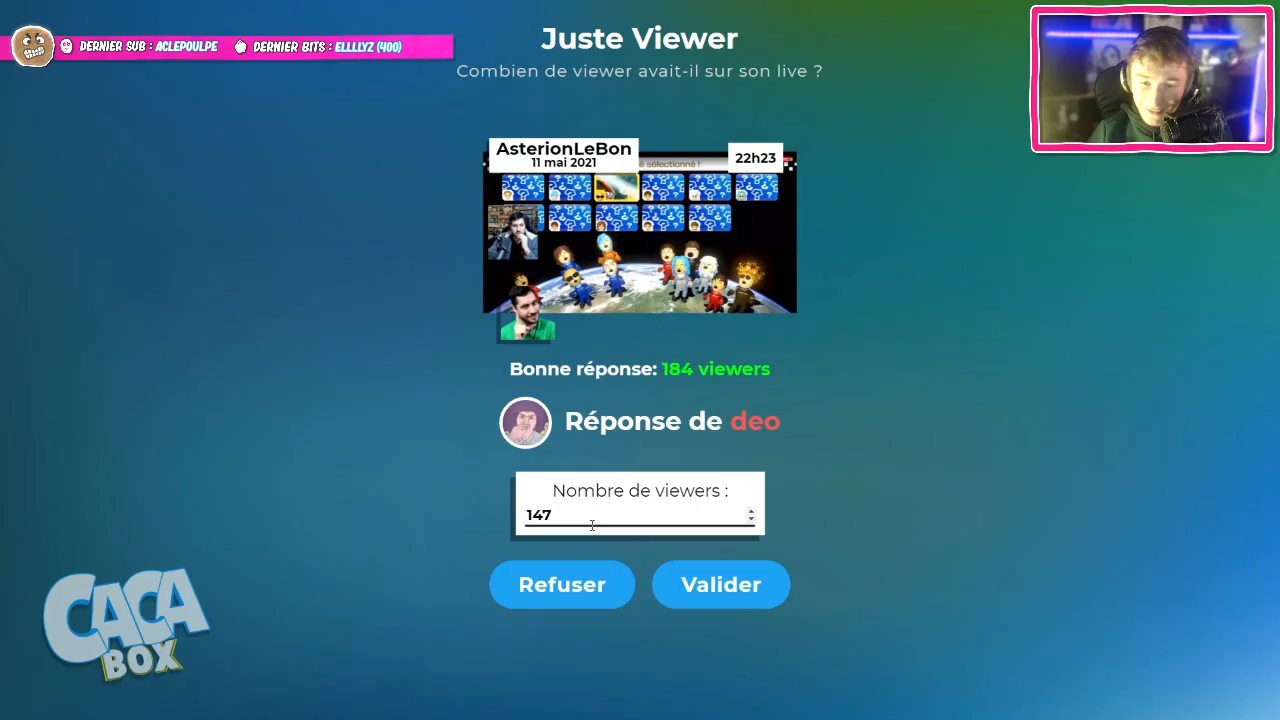 DERNIER SUB : ACLEPOULPE DERNIER BITS : ELLLLYZ (400)
Juste Viewer
Combien de viewer avait-il sur son live ?
AsterionLeBon
11 mai 2021
é sélectionné !
22h23
Bonne réponse: 184 viewers
Réponse de deo
Nombre de viewers :
147
Refuser Valider
CACA
BOX